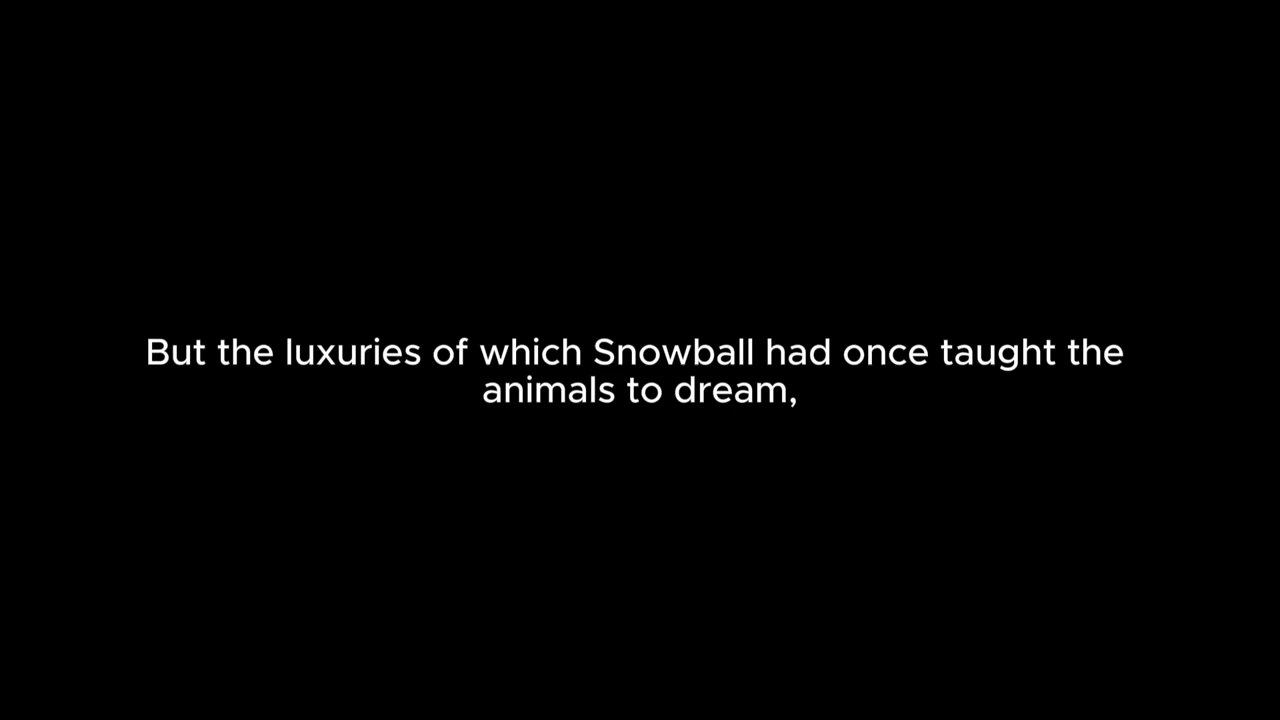 But the luxuries of which Snowball had once taught the
animals to dream,